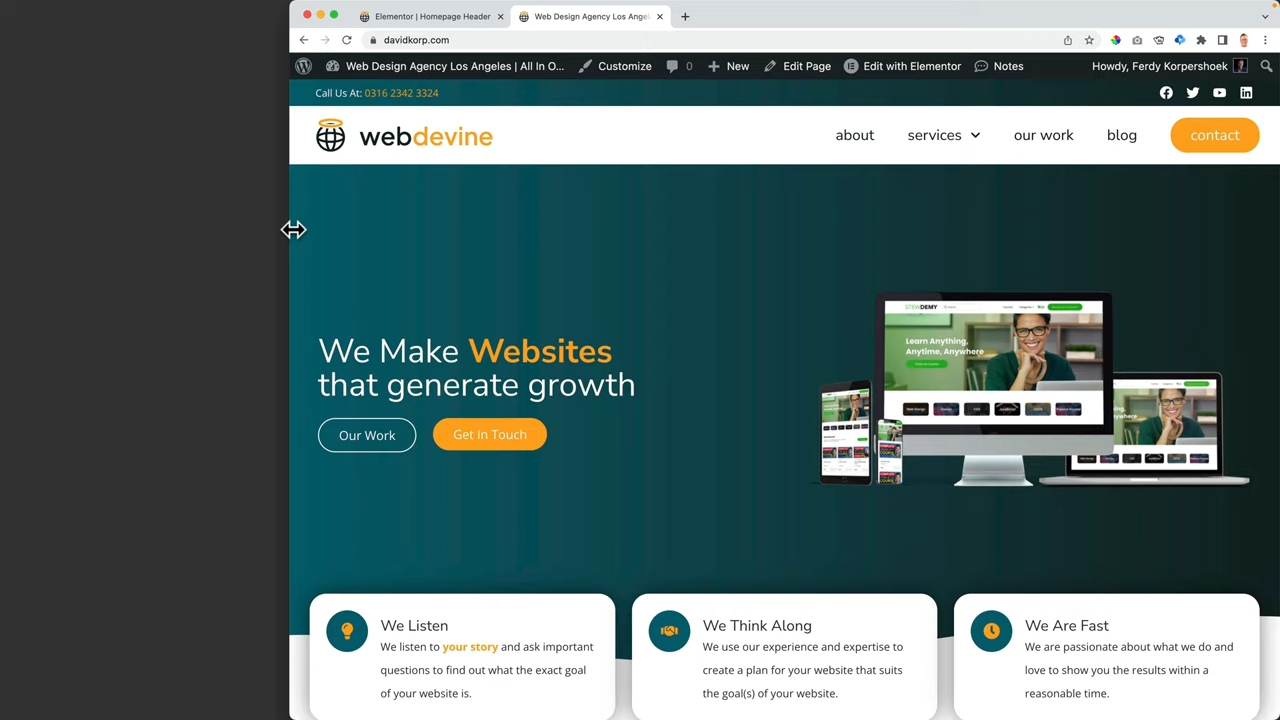 Elementor | Homepage Header
Web Design Agency Los Ange
davidkorp.com
Web Design Agency Los Angeles | All In O... Customize 0 New Edit Page Edit with Elementor Notes Howdy, Ferdy Korpershoek
Call Us At: 0316 2342 3324
webdevine about services our work blog contact
STEWDEMY
Learn Anything,
Anytime, Anywhere
We Make Websites
that generate growth
Our Work Get In Touch
We Listen
We listen to your story and ask important
questions to find out what the exact goal
of your website is.
We Think Along
We use our experience and expertise to
create a plan for your website that suits
the goal(s) of your website.
We Are Fast
We are passionate about what we do and
love to show you the results within a
reasonable time.